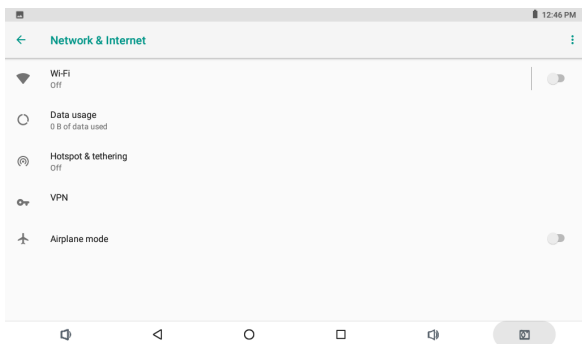 12:46 PM
Network & Internet
Wi-Fi
Off
Data usage
0 B of data used
Hotspot & tethering
Off
VPN
Airplane mode